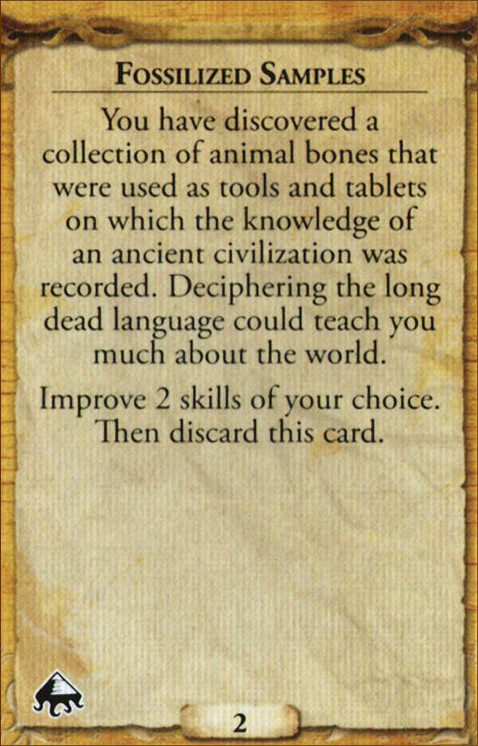 Fossilized Samples
You have discovered a
collection of animal bones that
were used as tools and tablets
on which the knowledge of
an ancient civilization was
recorded. Deciphering the long
dead language could teach you
much about the world.
Improve 2 skills of your choice.
Then discard this card.
2